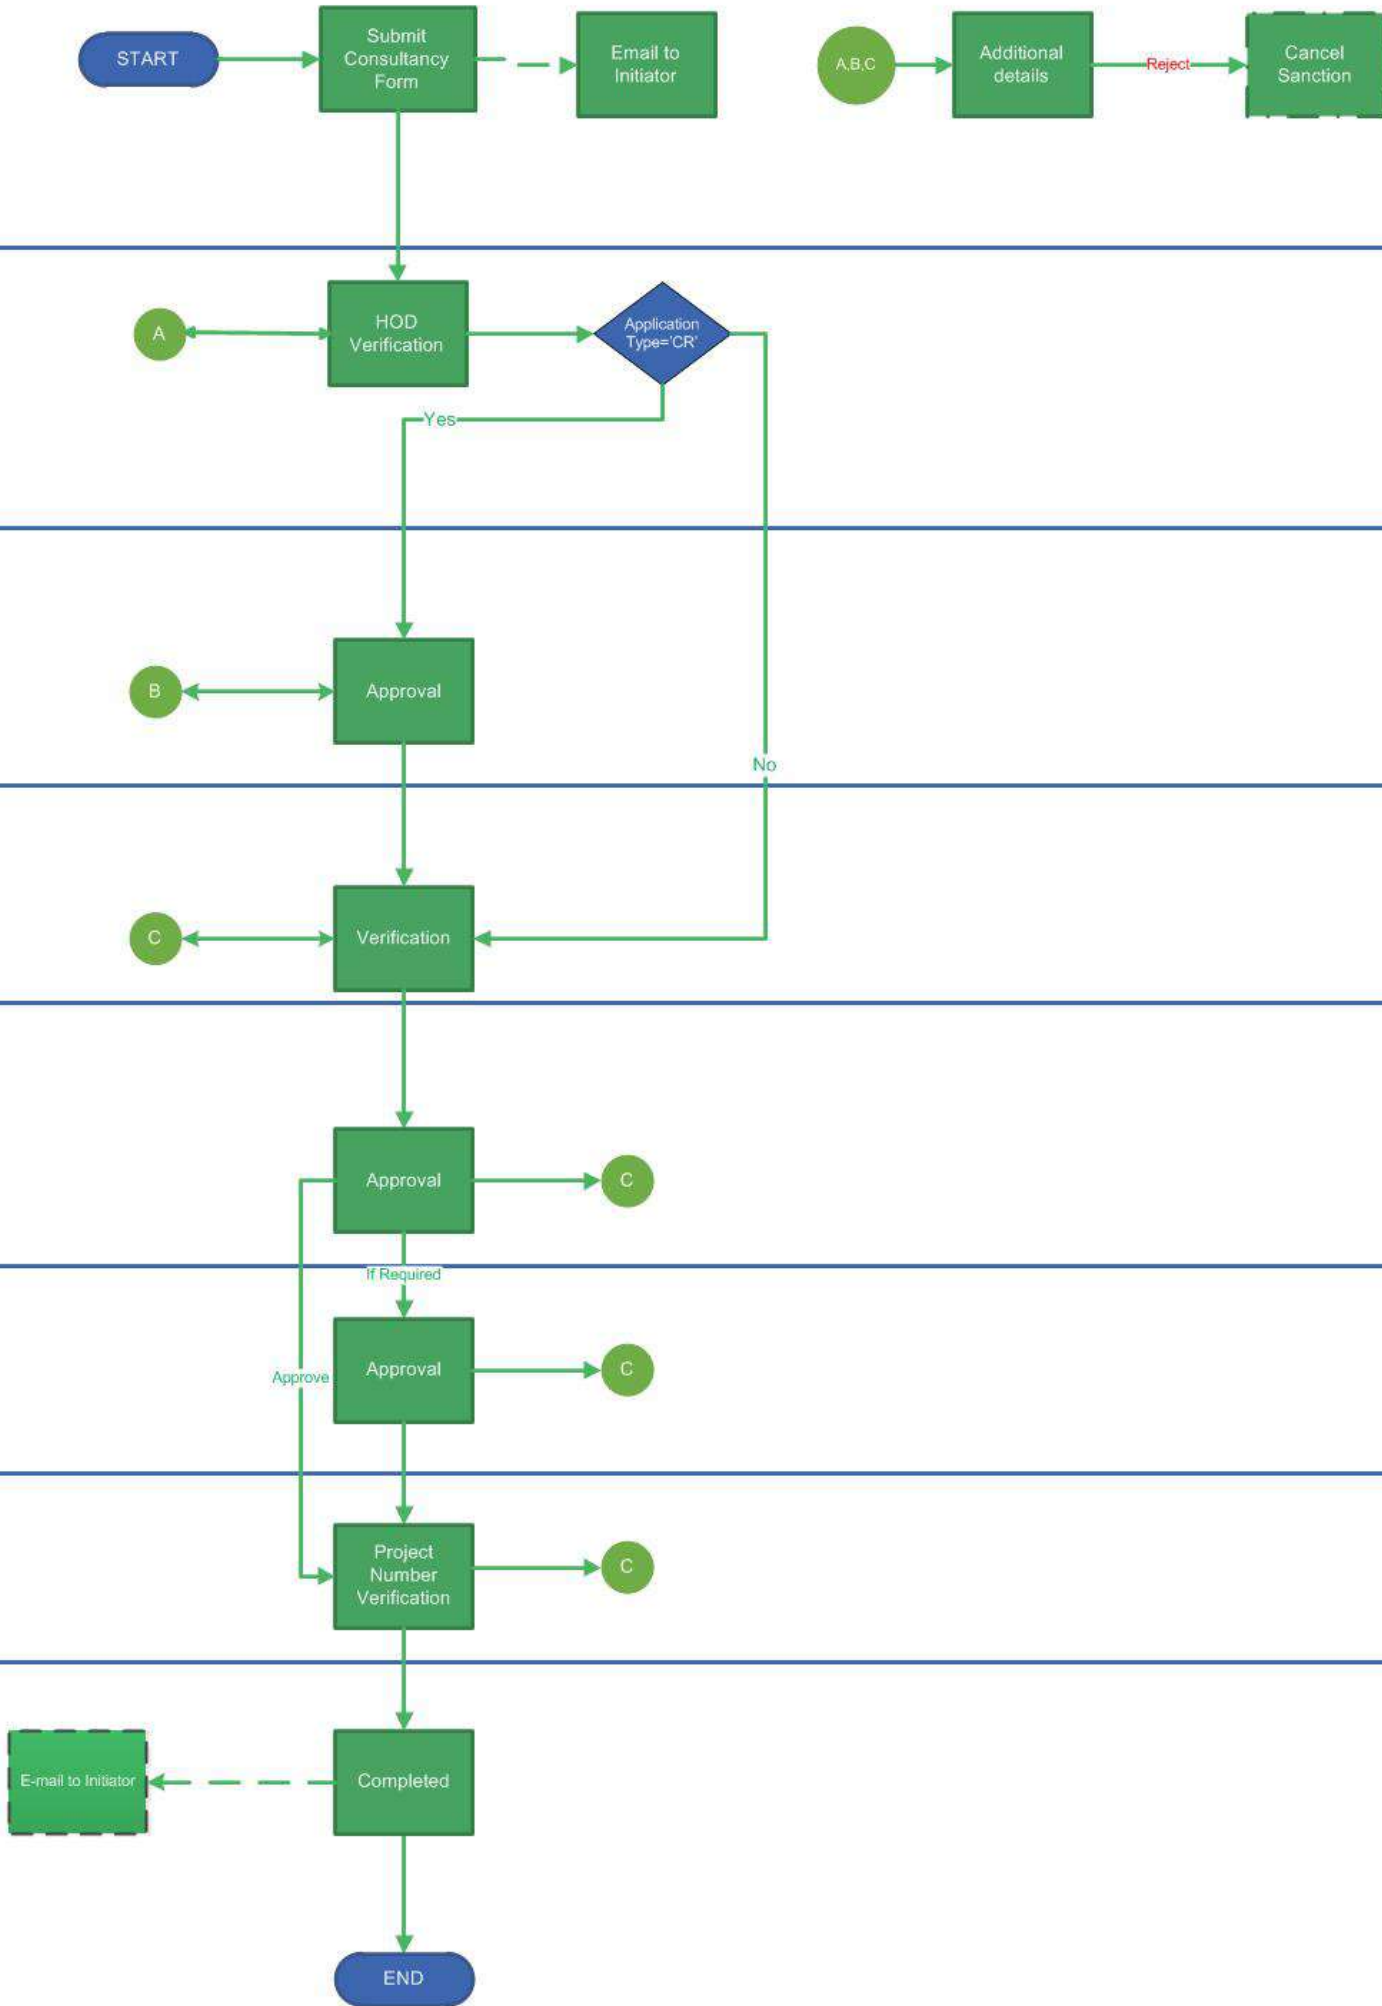 START
Submit
Consultancy
Form
Email to
Initiator
A,B,C
Additional
details
Reject
Cancel
Sanction
A
HOD
Verification
Application
Type='CR'
Yes
B
Approval
No
C
Verification
Approval
C
If Required
Approve
Approval
C
Project
Number
Verification
C
E-mail to Initiator
Completed
END